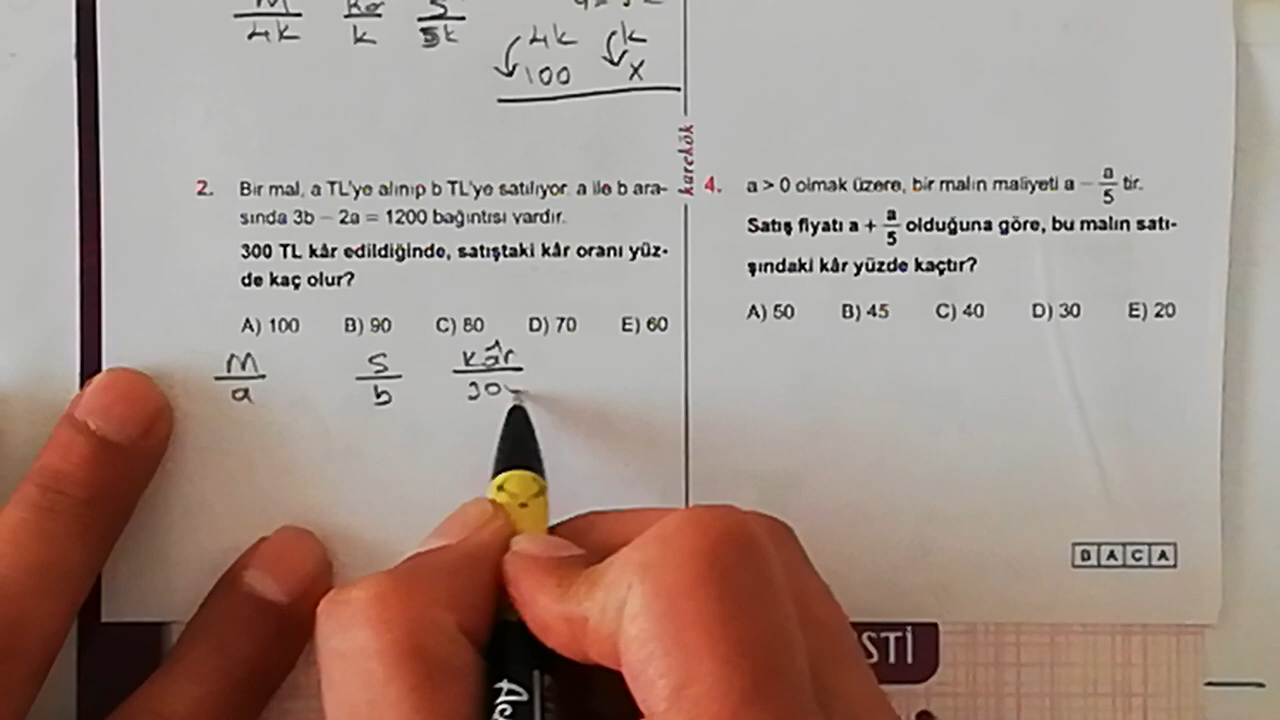 M Kâr S
4k k 5k
4k k
100 x
karekök
2. Bir mal, a TL'ye alınıp b TL'ye satılıyor. a ile b ara-
sında 3b − 2a = 1200 bağıntısı vardır.
300 TL kâr edildiğinde, satıştaki kâr oranı yüz-
de kaç olur?
A) 100 B) 90 C) 80 D) 70 E) 60
M S kâr
a b 30
4. a > 0 olmak üzere, bir malın maliyeti a − a/5 tir.
Satış fiyatı a + a/5 olduğuna göre, bu malın satı-
şındaki kâr yüzde kaçtır?
A) 50 B) 45 C) 40 D) 30 E) 20
B A C A
STİ